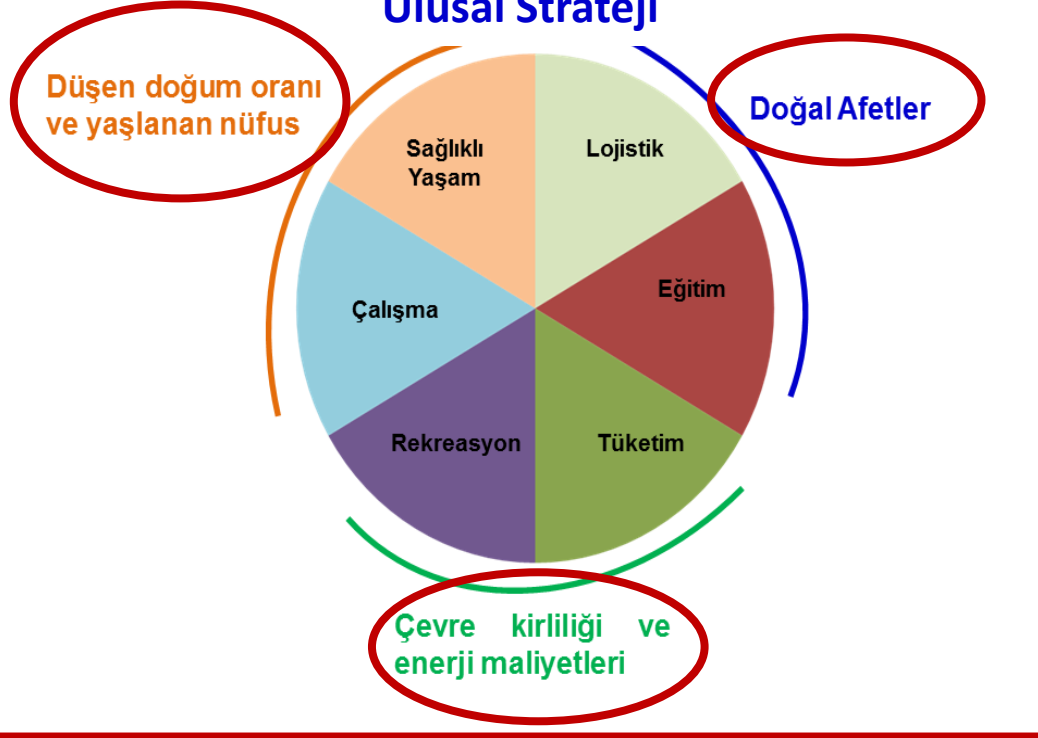 Ulusal Strateji
Düşen doğum oranı
ve yaşlanan nüfus
Doğal Afetler
Sağlıklı
Yaşam
Lojistik
Eğitim
Çalışma
Rekreasyon
Tüketim
Çevre kirliliği ve
enerji maliyetleri